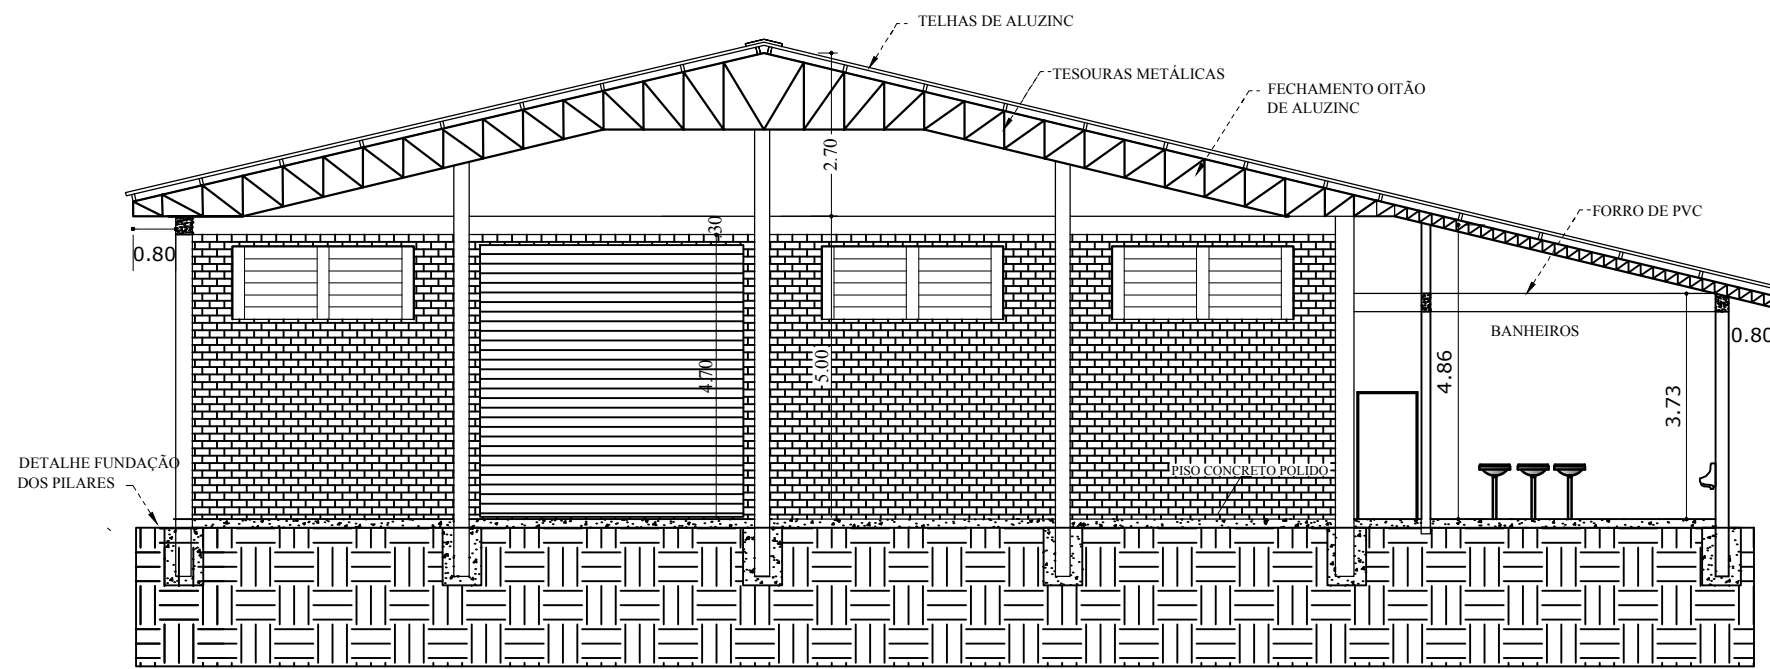 TELHAS DE ALUZINC
TESOURAS METÁLICAS
FECHAMENTO OITÃO
DE ALUZINC
2.70
FORRO DE PVC
.30
0.80
BANHEIROS
0.80
4.70
5.00
4.86
3.73
DETALHE FUNDAÇÃO
DOS PILARES
PISO CONCRETO POLIDO